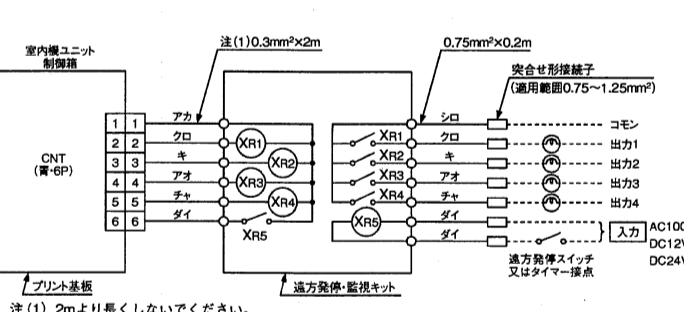 室内機ユニット
制御箱
注(1)0.3mm²×2m
0.75mm²×0.2m
突合せ形接続子
(適用範囲0.75～1.25mm²)
CNT
(青・6P)
1 1 アカ
2 2 クロ XR1
3 3 キ XR2
4 4 アオ XR3
5 5 チャ XR4
6 6 ダイ XR5
シロ コモン
XR1 クロ 出力1
XR2 キ 出力2
XR3 アオ 出力3
XR4 チャ 出力4
XR5 ダイ
ダイ
入力
AC100
DC12V
DC24V
遠方発停スイッチ
又はタイマー接点
プリント基板
遠方発停・監視キット
注(1) 2mより長くしないでください。